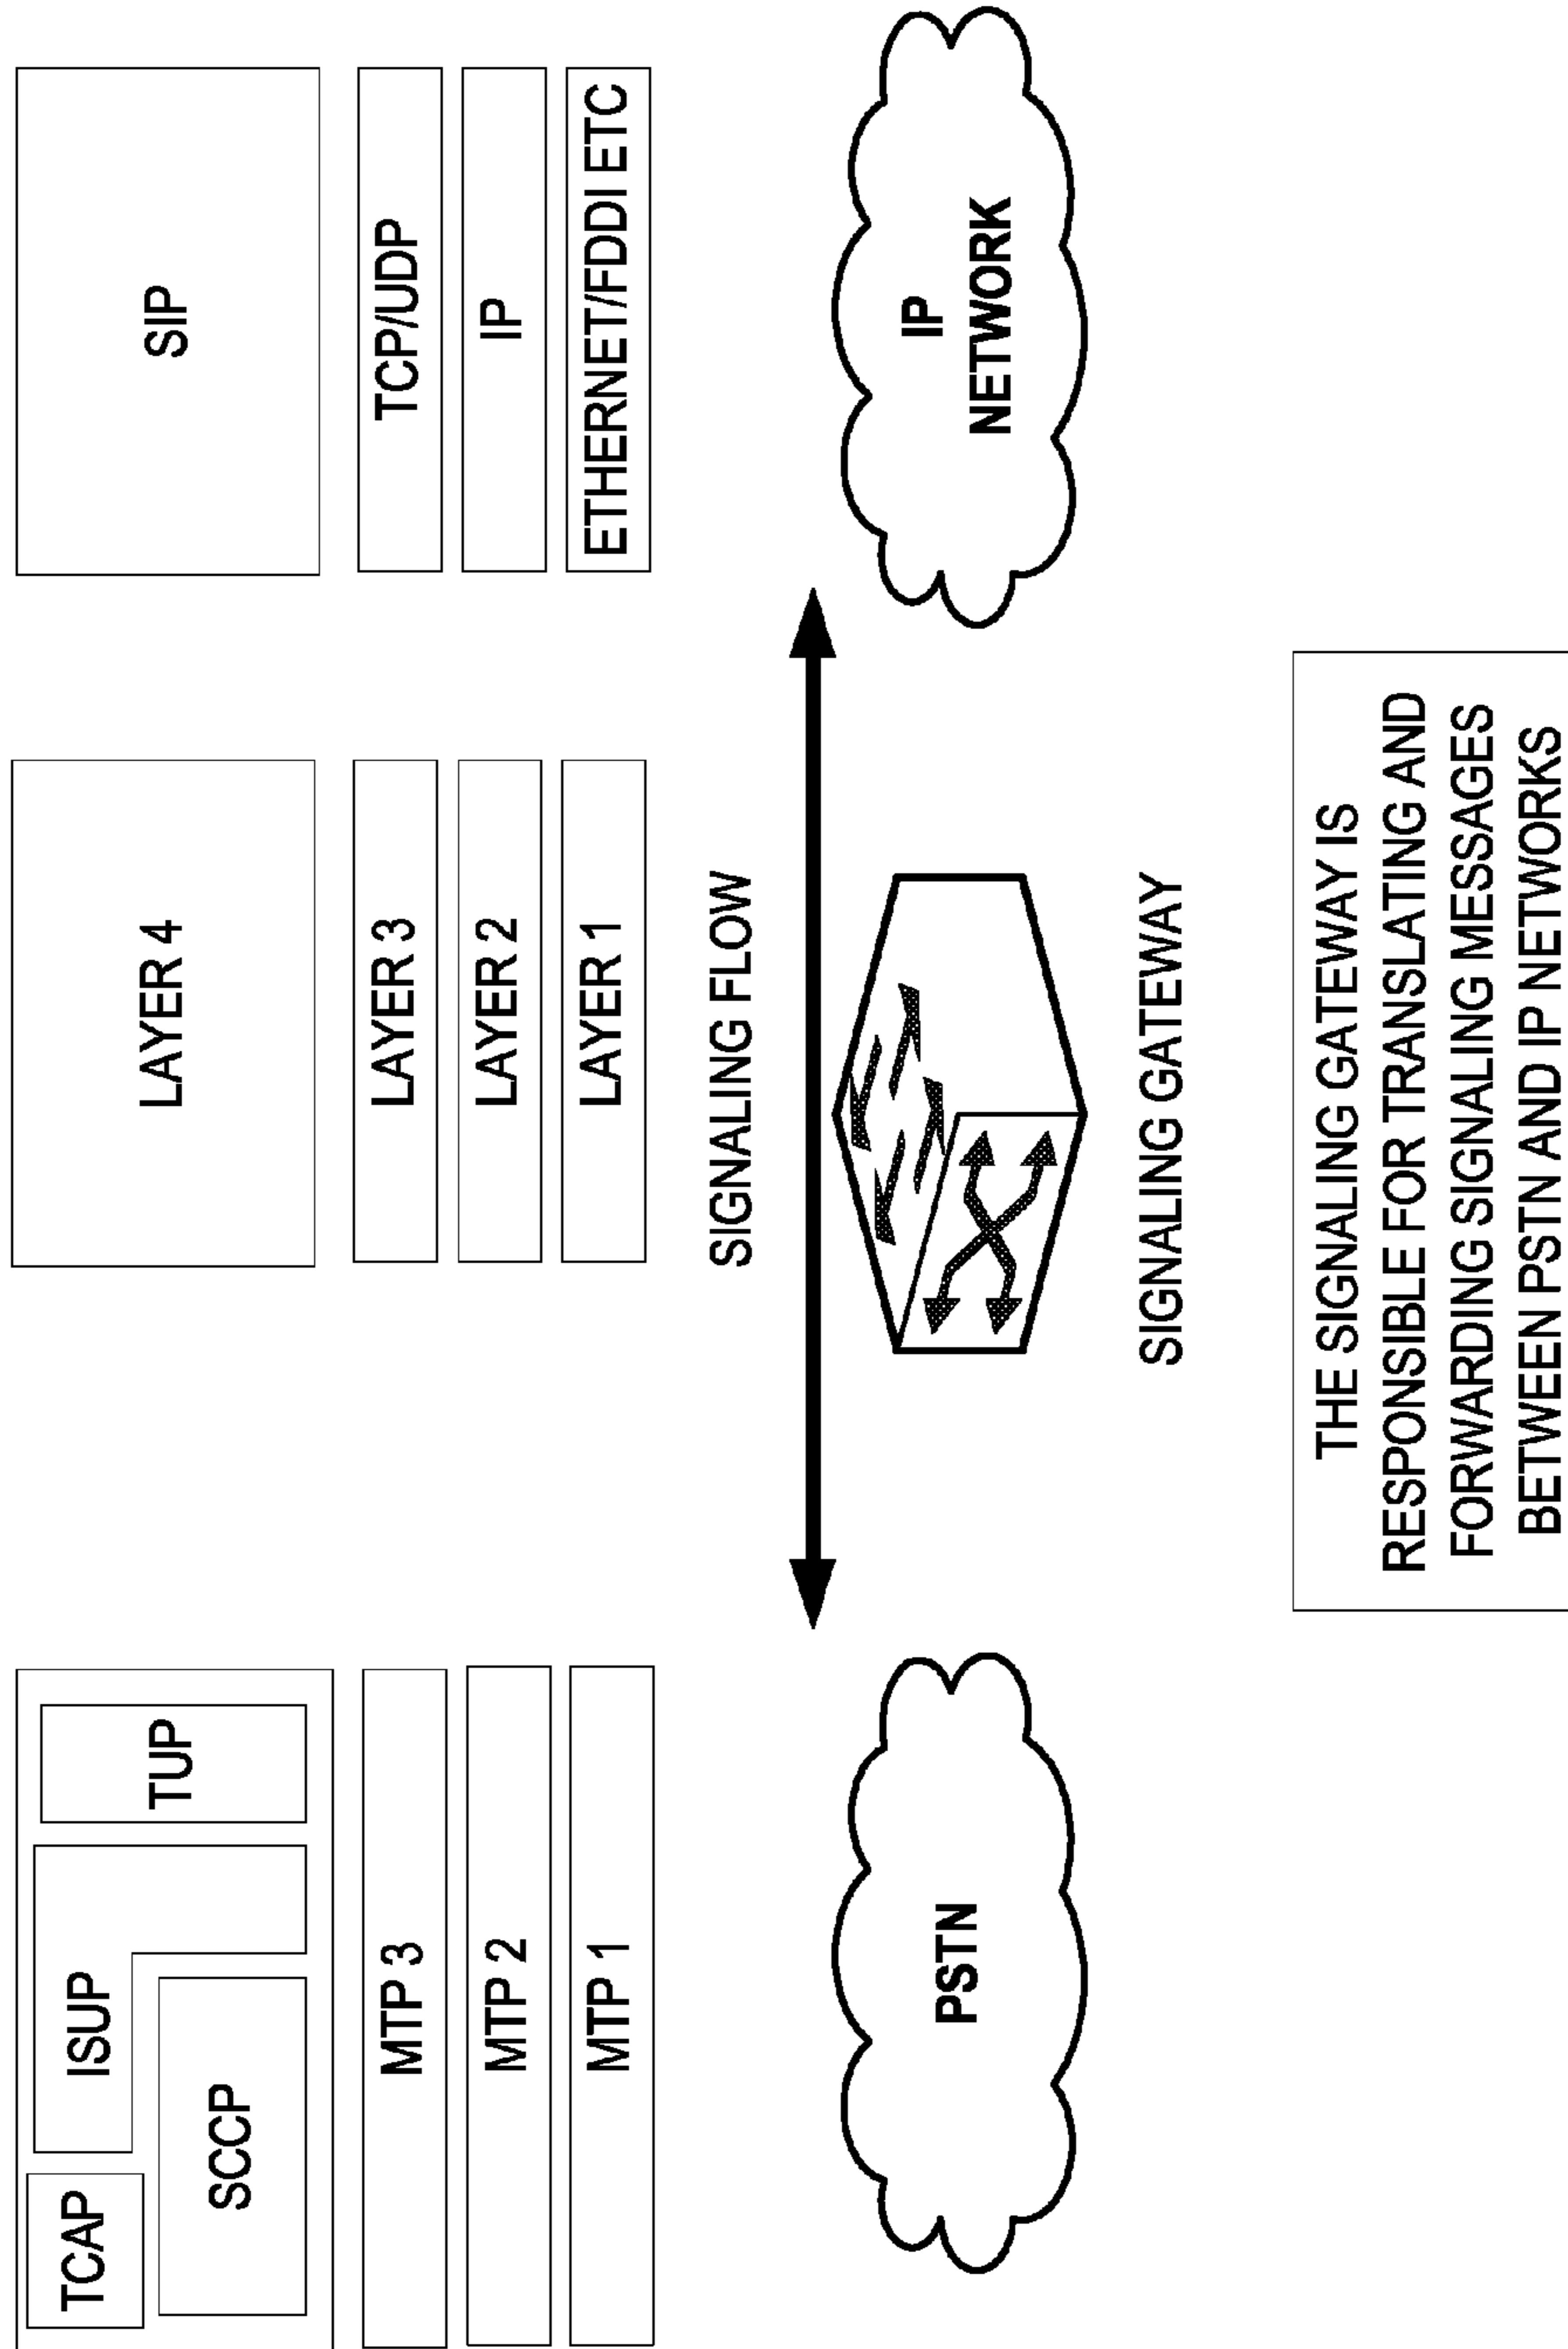 TCAP
ISUP
TUP
SCCP
MTP 3
MTP 2
MTP 1
LAYER 4
LAYER 3
LAYER 2
LAYER 1
SIP
TCP/UDP
IP
ETHERNET/FDDI ETC
SIGNALING FLOW
PSTN
SIGNALING GATEWAY
IP
NETWORK
THE SIGNALING GATEWAY IS
RESPONSIBLE FOR TRANSLATING AND
FORWARDING SIGNALING MESSAGES
BETWEEN PSTN AND IP NETWORKS